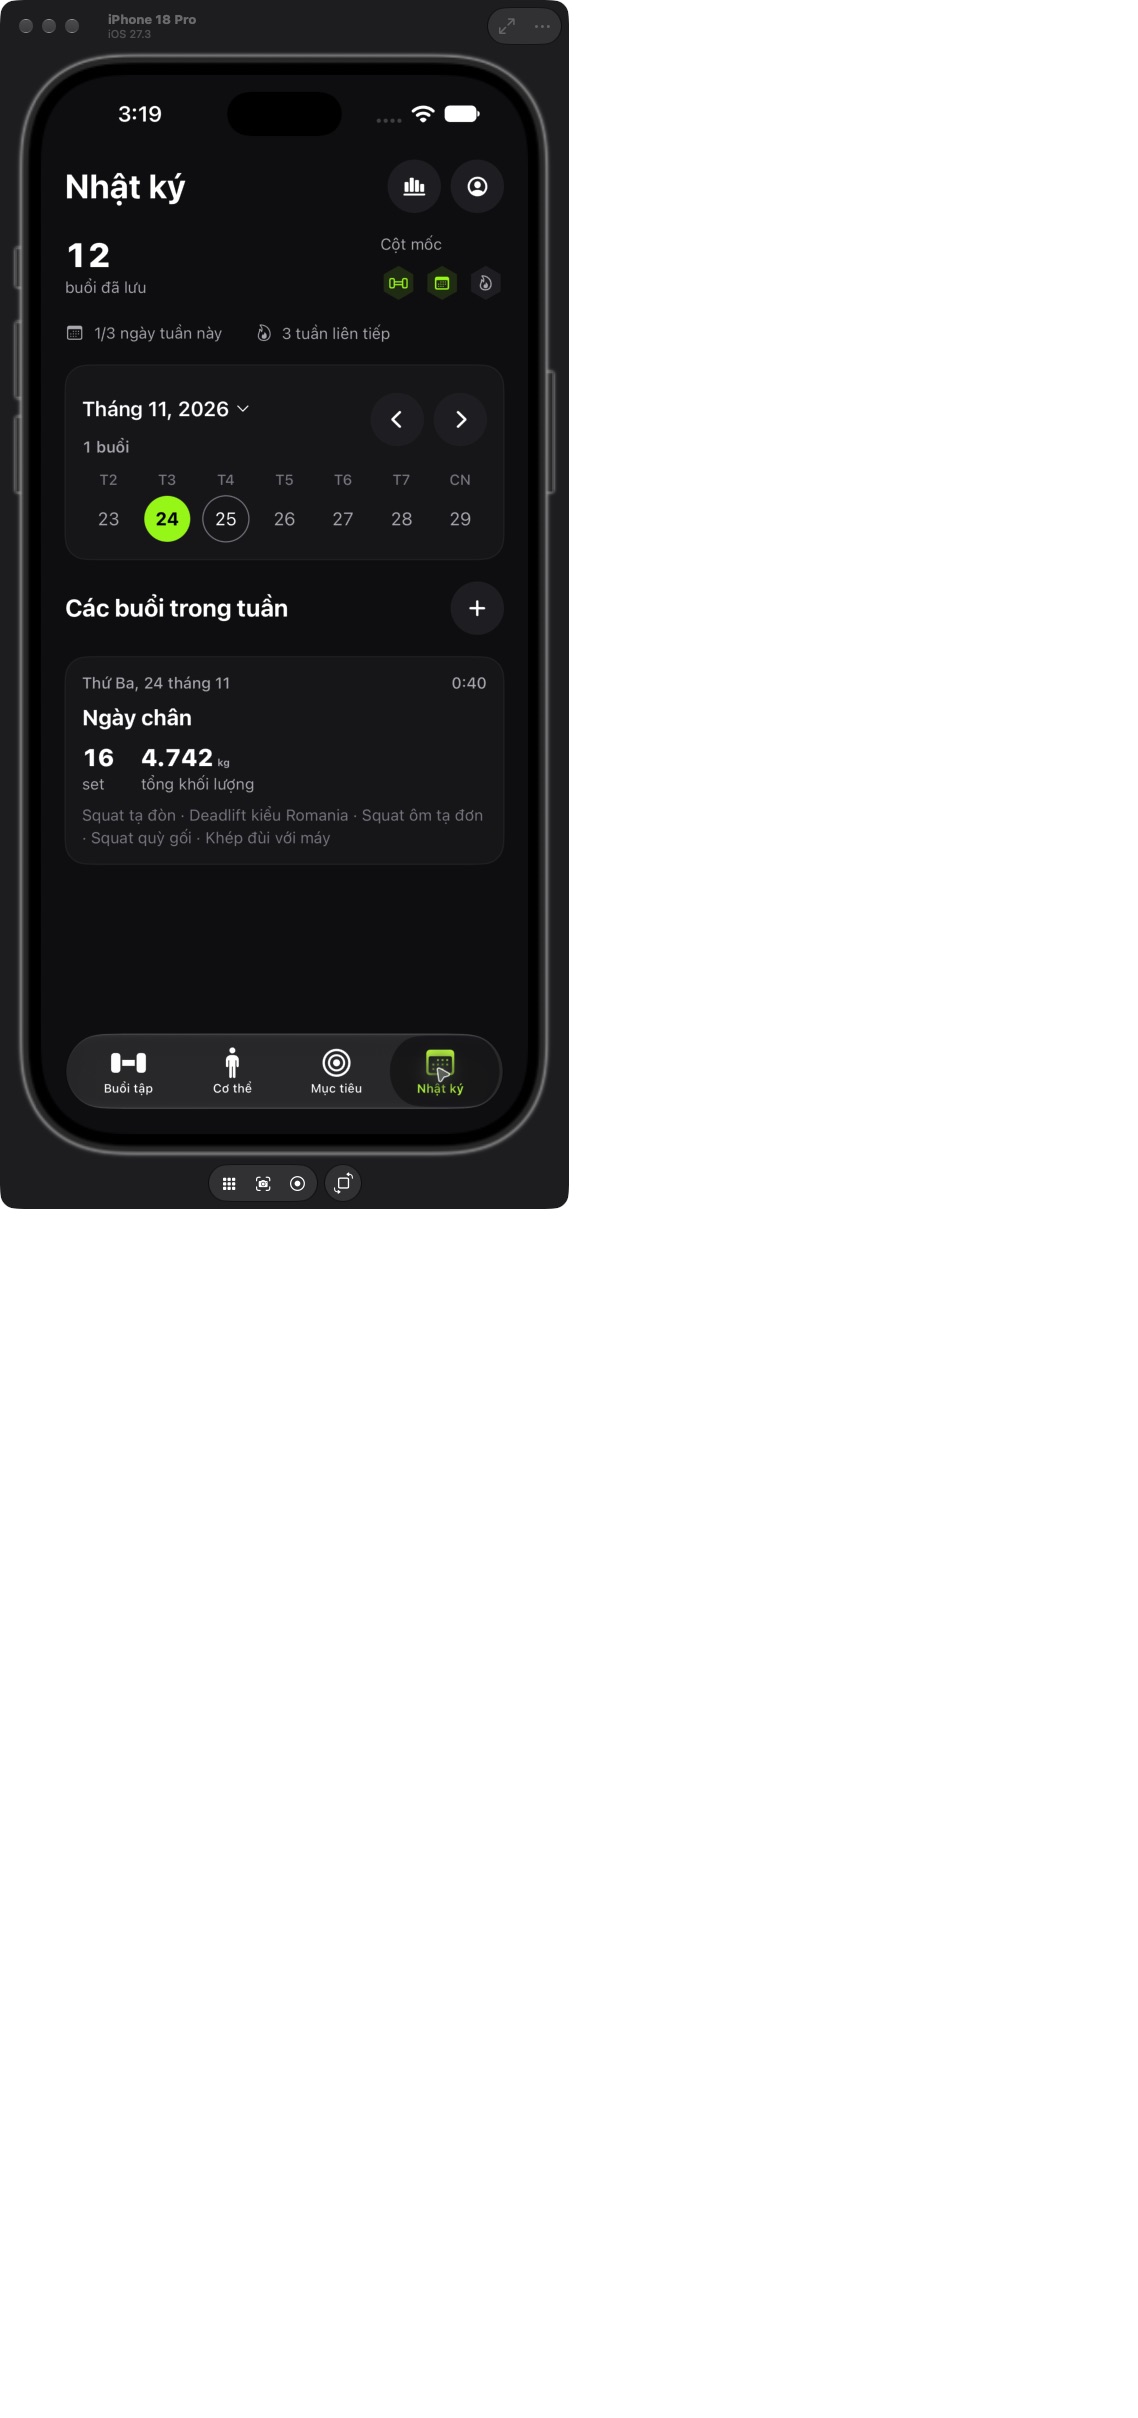 iPhone 18 Pro
iOS 27.3
3:19
Nhật ký
12
buổi đã lưu
Cột mốc
1/3 ngày tuần này
3 tuần liên tiếp
Tháng 11, 2026
1 buổi
T2 T3 T4 T5 T6 T7 CN
23 24 25 26 27 28 29
Các buổi trong tuần
Thứ Ba, 24 tháng 11 0:40
Ngày chân
16 4.742 kg
set tổng khối lượng
Squat tạ đòn · Deadlift kiểu Romania · Squat ôm tạ đơn
· Squat quỳ gối · Khép đùi với máy
Buổi tập Cơ thể Mục tiêu Nhật ký